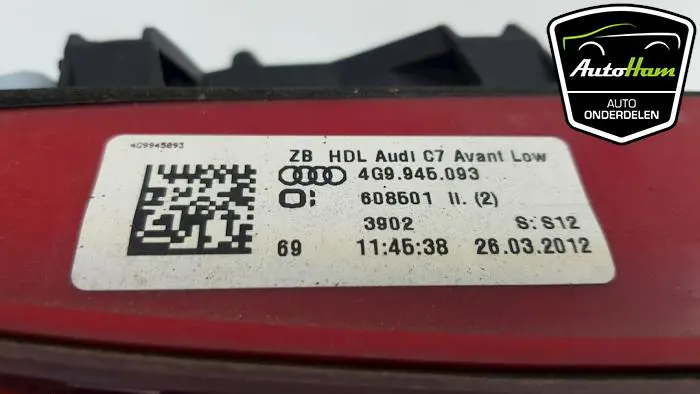 AutoHam
AUTO
ONDERDELEN
4G9945093
ZB HDL Audi C7 Avant Low
4G9.945.093
608501 II. (2)
3902 S: S12
69 11:45:38 26.03.2012